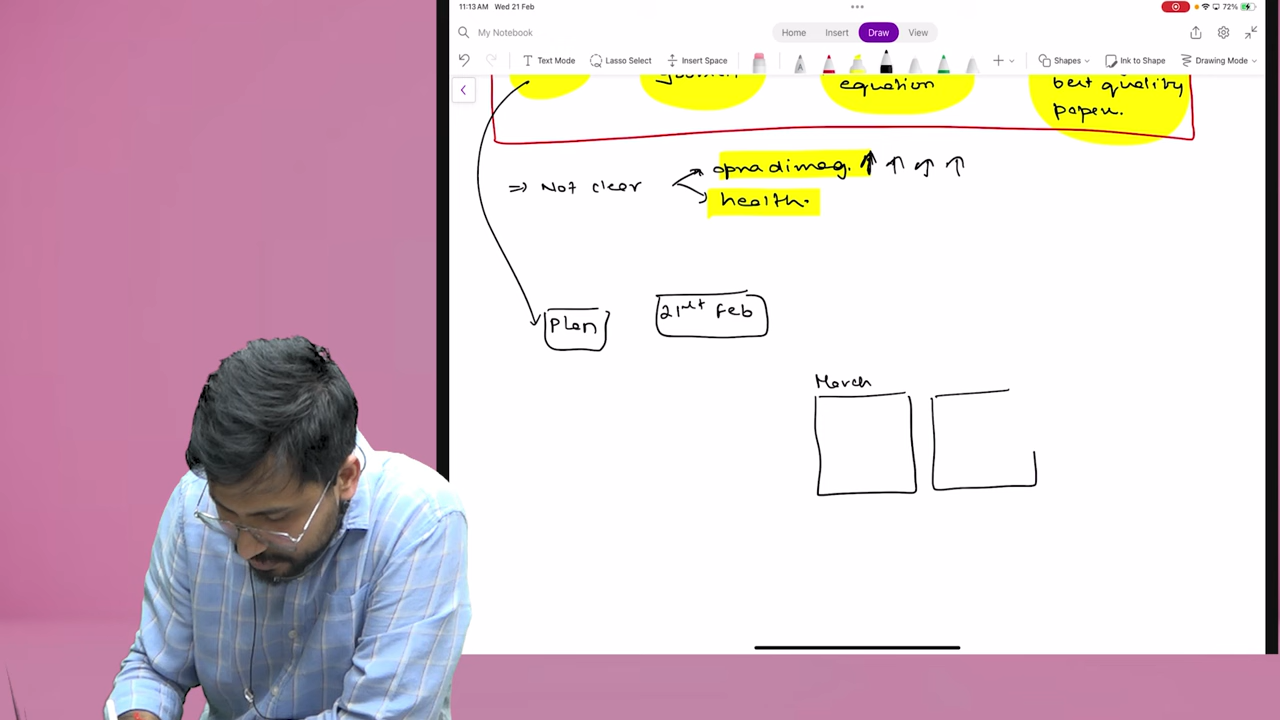 11:13 AM Wed 21 Feb
72%
My Notebook
Home Insert Draw View
Text Mode Lasso Select Insert Space Shapes Ink to Shape Drawing Mode
equation
best quality
paper.
⇒ Not clear
apna dimag. ↑ ↑ ↑ ↑
health.
Plan
21st Feb
March